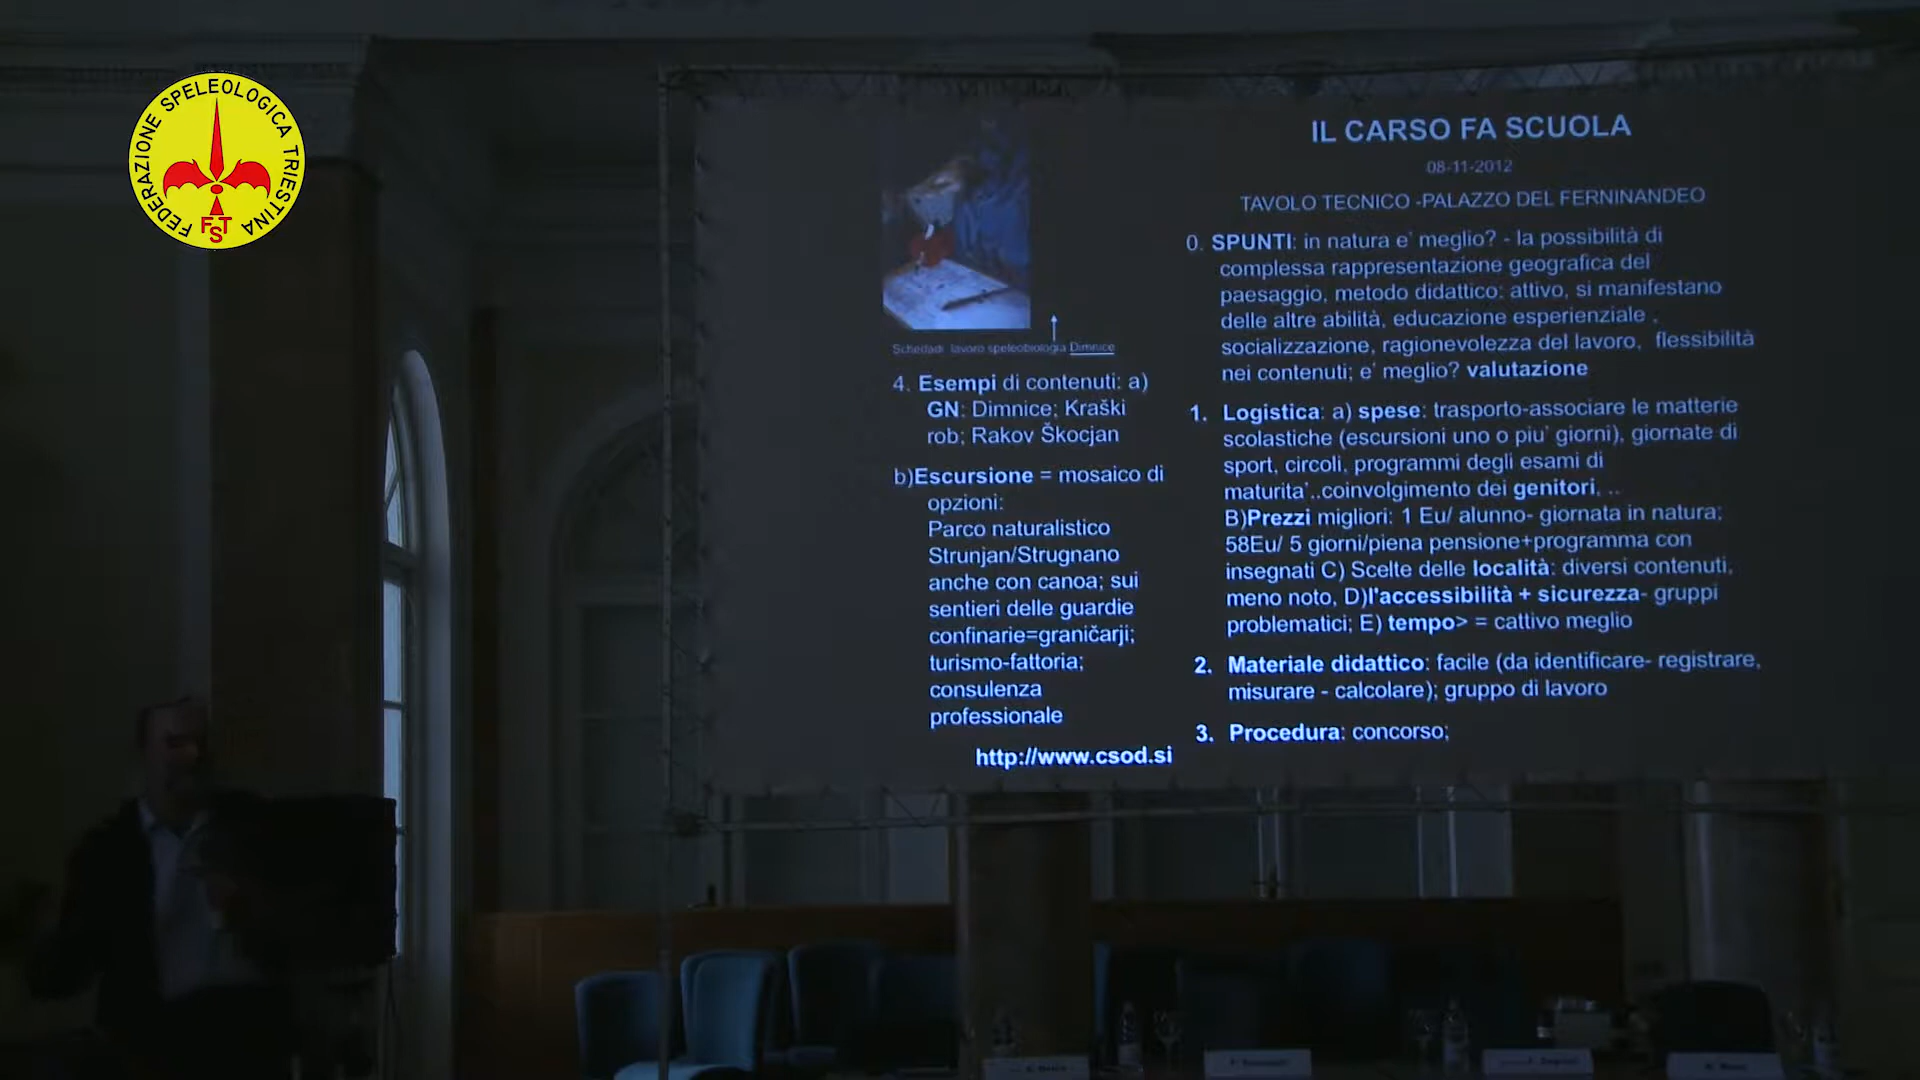 FEDERAZIONE SPELEOLOGICA TRIESTINA
FST
IL CARSO FA SCUOLA
08-11-2012
TAVOLO TECNICO -PALAZZO DEL FERNINANDEO
0. SPUNTI: in natura e' meglio? - la possibilità di
complessa rappresentazione geografica del
paesaggio, metodo didattico: attivo, si manifestano
delle altre abilità, educazione esperienziale ,
socializzazione, ragionevolezza del lavoro, flessibilità
nei contenuti; e' meglio? valutazione
1. Logistica: a) spese: trasporto-associare le matterie
scolastiche (escursioni uno o piu' giorni), giornate di
sport, circoli, programmi degli esami di
maturita'..coinvolgimento dei genitori, ..
B)Prezzi migliori: 1 Eu/ alunno- giornata in natura;
58Eu/ 5 giorni/piena pensione+programma con
insegnati C) Scelte delle località: diversi contenuti,
meno noto, D)l'accessibilità + sicurezza- gruppi
problematici; E) tempo> = cattivo meglio
2. Materiale didattico: facile (da identificare- registrare,
misurare - calcolare); gruppo di lavoro
3. Procedura: concorso;
Schedadi lavoro speleobiologia Dimnice
4. Esempi di contenuti: a)
GN: Dimnice; Kraški
rob; Rakov Škocjan
b)Escursione = mosaico di
opzioni:
Parco naturalistico
Strunjan/Strugnano
anche con canoa; sui
sentieri delle guardie
confinarie=graničarji;
turismo-fattoria;
consulenza
professionale
http://www.csod.si